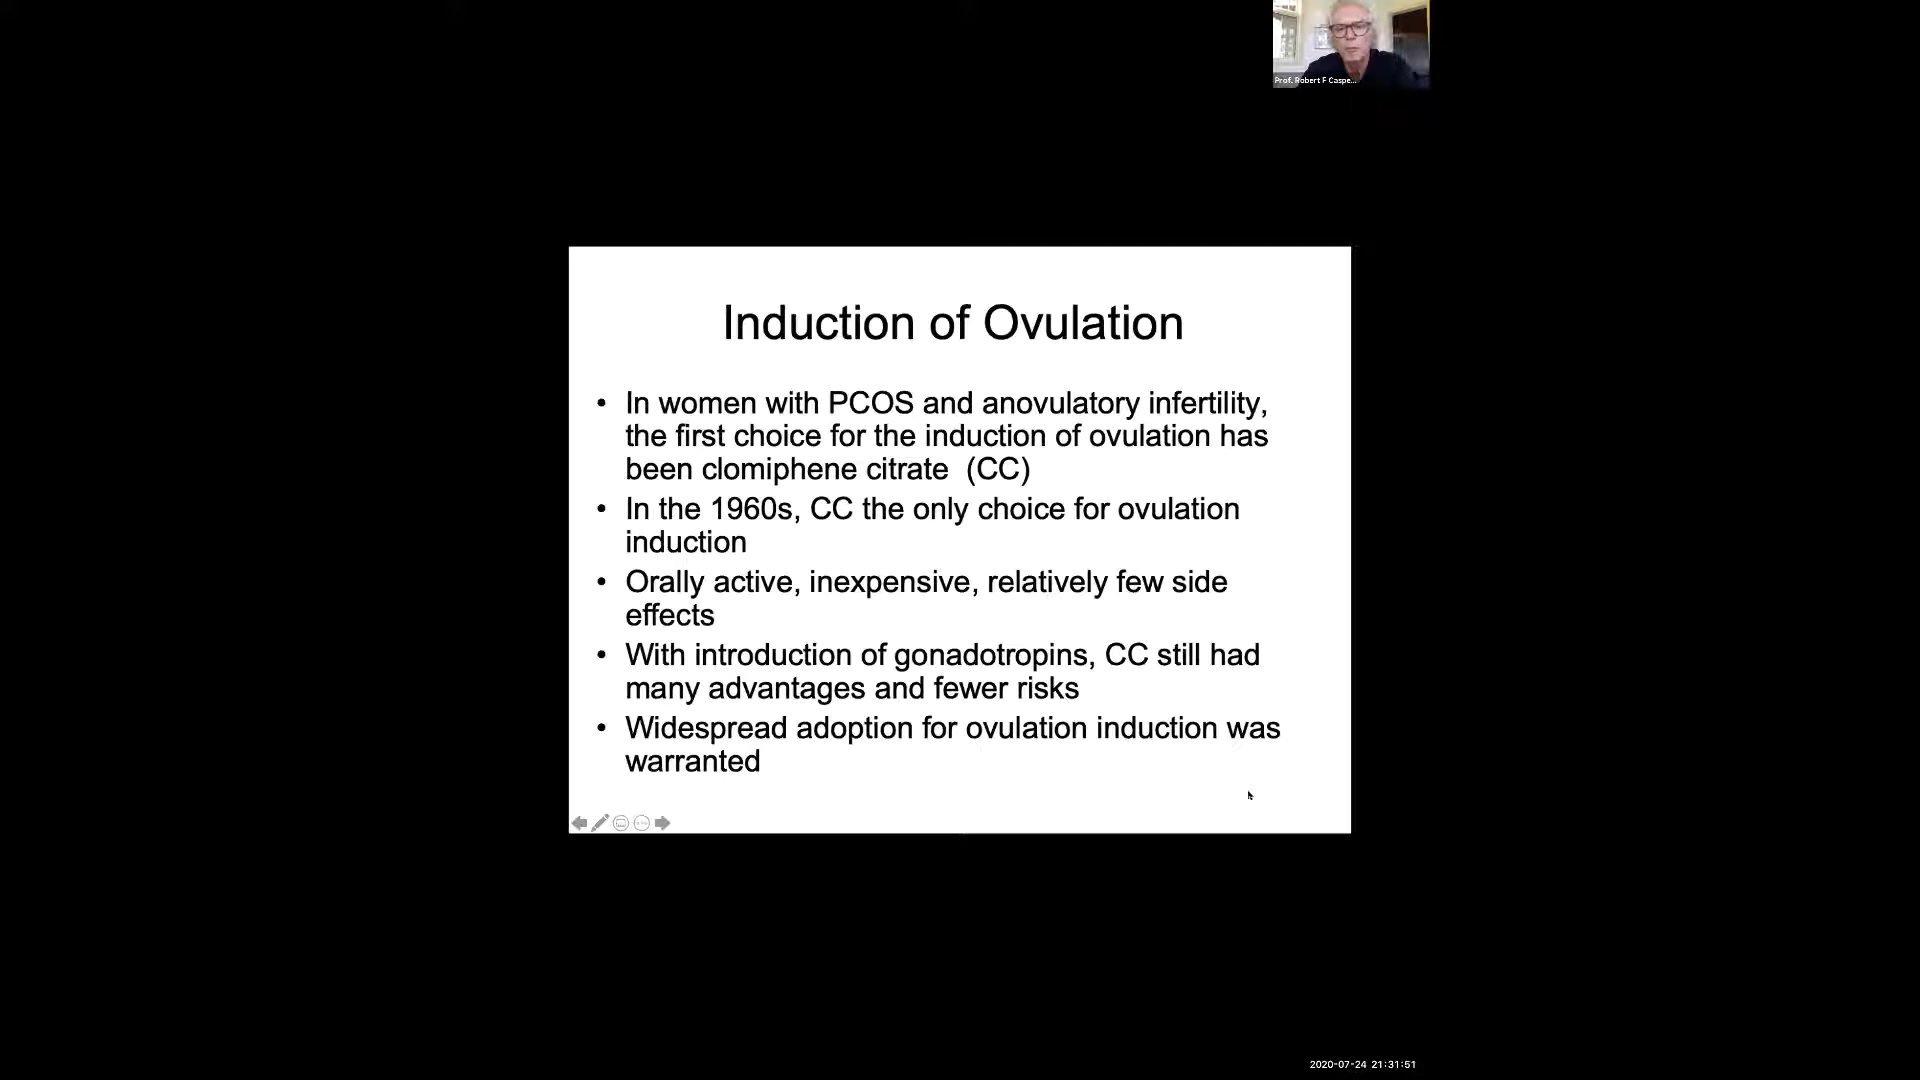 Prof. Robert F Caspe...
Induction of Ovulation
• In women with PCOS and anovulatory infertility,
the first choice for the induction of ovulation has
been clomiphene citrate (CC)
• In the 1960s, CC the only choice for ovulation
induction
• Orally active, inexpensive, relatively few side
effects
• With introduction of gonadotropins, CC still had
many advantages and fewer risks
• Widespread adoption for ovulation induction was
warranted
2020-07-24 21:31:51